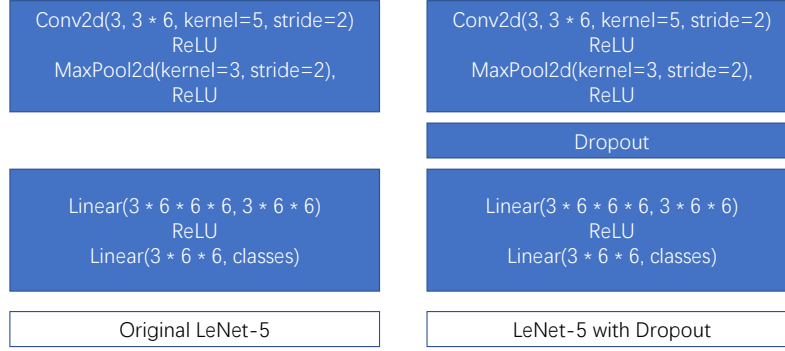 Conv2d(3, 3 * 6, kernel=5, stride=2)
ReLU
MaxPool2d(kernel=3, stride=2),
ReLU
Linear(3 * 6 * 6 * 6, 3 * 6 * 6)
ReLU
Linear(3 * 6 * 6, classes)
Original LeNet-5
Conv2d(3, 3 * 6, kernel=5, stride=2)
ReLU
MaxPool2d(kernel=3, stride=2),
ReLU
Dropout
Linear(3 * 6 * 6 * 6, 3 * 6 * 6)
ReLU
Linear(3 * 6 * 6, classes)
LeNet-5 with Dropout